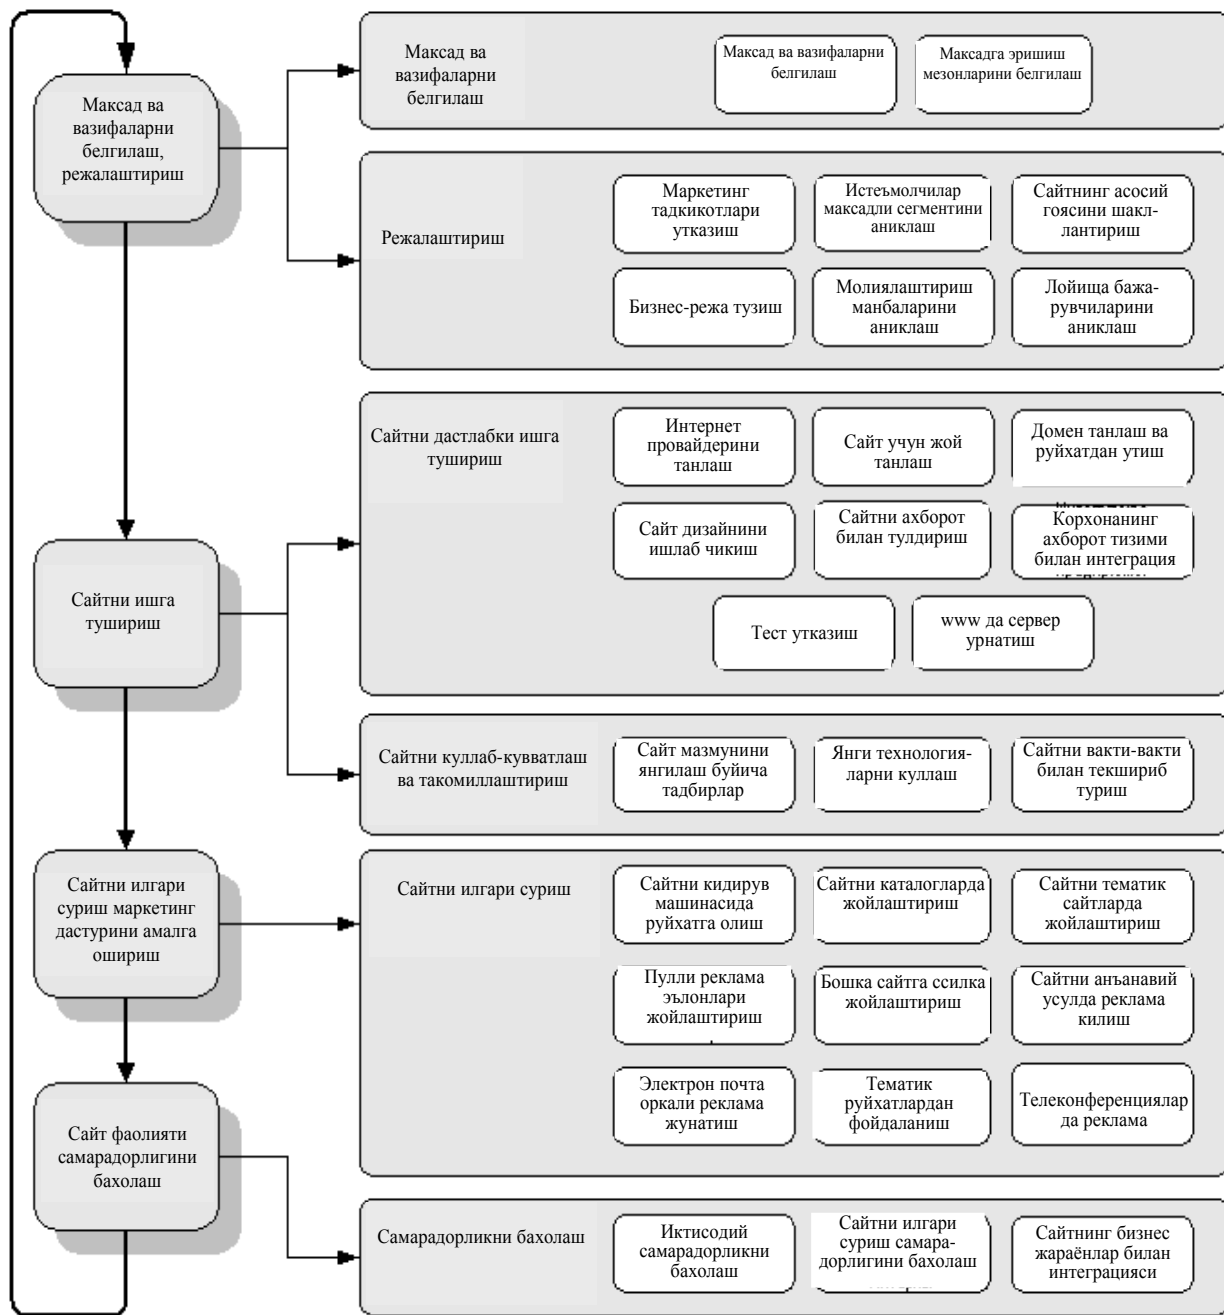 Максад ва
вазифаларни
белгилаш,
режалаштириш
Максад ва
вазифаларни
белгилаш
Максад ва вазифаларни
белгилаш
Максадга эришиш
мезонларини белгилаш
Режалаштириш
Маркетинг
тадкикотлари
утказиш
Истеъмолчилар
максадли сегментини
аниклаш
Сайтнинг асосий
гоясини шакл-
лантириш
Бизнес-режа тузиш
Молиялаштириш
манбаларини
аниклаш
Лойища бажа-
рувчиларини
аниклаш
Сайтни ишга
тушириш
Сайтни дастлабки ишга
тушириш
Интернет
провайдерини
танлаш
Сайт учун жой
танлаш
Домен танлаш ва
руйхатдан утиш
Сайт дизайнини
ишлаб чикиш
Сайтни ахборот
билан тулдириш
Корхонанинг
ахборот тизими
билан интеграция
Тест утказиш
www да сервер
урнатиш
Сайтни куллаб-кувватлаш
ва такомиллаштириш
Сайт мазмунини
янгилаш буйича
тадбирлар
Янги технология-
ларни куллаш
Сайтни вакти-вакти
билан текшириб
туриш
Сайтни илгари
суриш маркетинг
дастурини амалга
ошириш
Сайтни илгари суриш
Сайтни кидирув
машинасида
руйхатга олиш
Сайтни каталогларда
жойлаштириш
Сайтни тематик
сайтларда
жойлаштириш
Пулли реклама
эълонлари
жойлаштириш
Бошка сайтга ссилка
жойлаштириш
Сайтни анъанавий
усулда реклама
килиш
Электрон почта
оркали реклама
жунатиш
Тематик
руйхатлардан
фойдаланиш
Телеконференциялар
да реклама
Сайт фаолияти
самарадорлигини
бахолаш
Самарадорликни бахолаш
Иктисодий
самарадорликни
бахолаш
Сайтни илгари
суриш самара-
дорлигини бахолаш
Сайтнинг бизнес
жараёнлар билан
интеграцияси